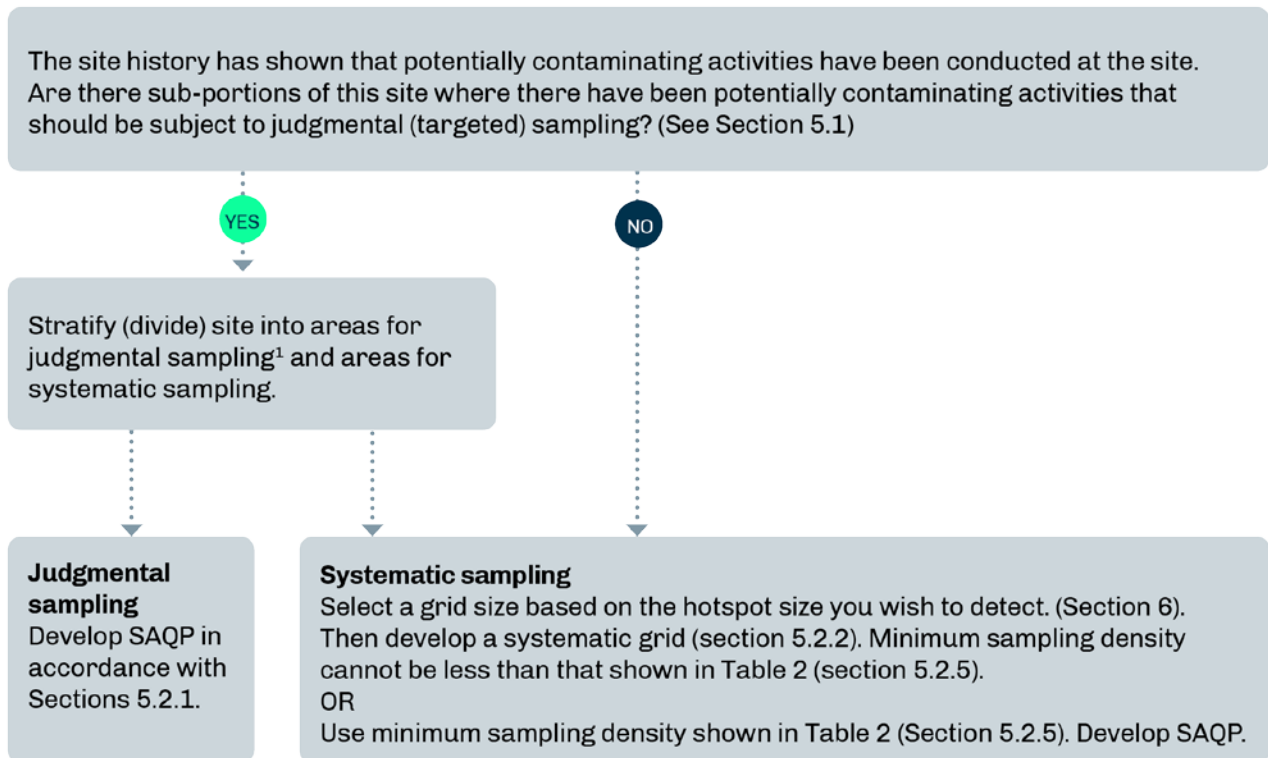 The site history has shown that potentially contaminating activities have been conducted at the site.
Are there sub-portions of this site where there have been potentially contaminating activities that
should be subject to judgmental (targeted) sampling? (See Section 5.1)
YES
NO
Stratify (divide) site into areas for
judgmental sampling¹ and areas for
systematic sampling.
Judgmental
sampling
Develop SAQP in
accordance with
Sections 5.2.1.
Systematic sampling
Select a grid size based on the hotspot size you wish to detect. (Section 6).
Then develop a systematic grid (section 5.2.2). Minimum sampling density
cannot be less than that shown in Table 2 (section 5.2.5).
OR
Use minimum sampling density shown in Table 2 (Section 5.2.5). Develop SAQP.